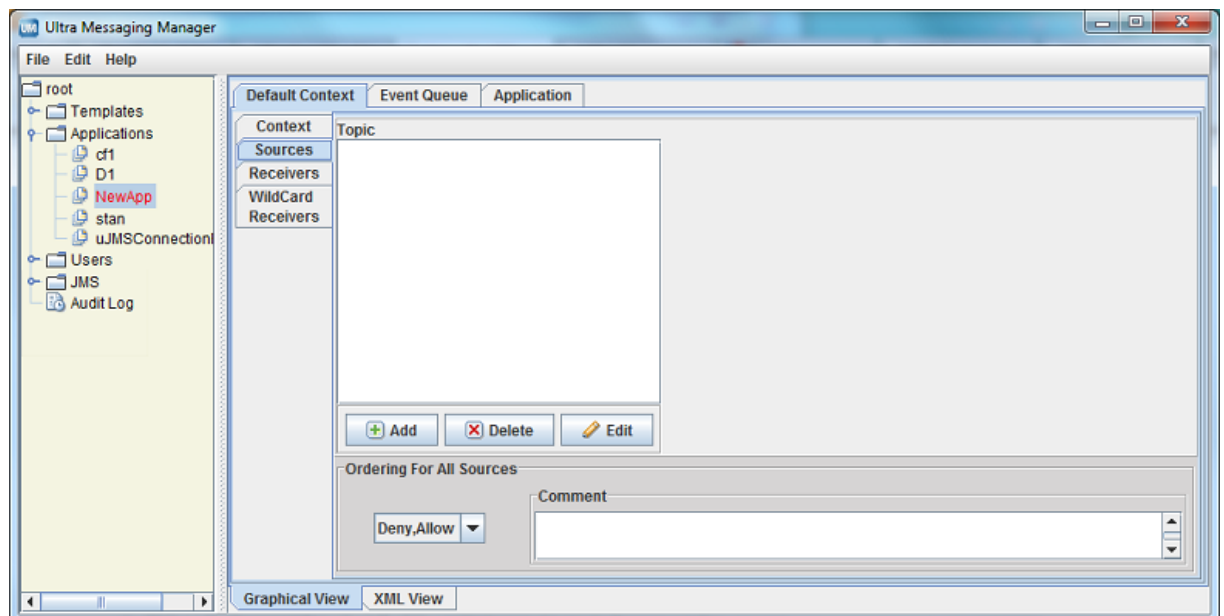 UM Ultra Messaging Manager
File Edit Help
root
Templates
Applications
cf1
D1
NewApp
stan
uJMSConnectionI
Users
JMS
Audit Log
Default Context Event Queue Application
Context
Sources
Receivers
WildCard
Receivers
Topic
Add Delete Edit
Ordering For All Sources
Deny,Allow
Comment
Graphical View XML View